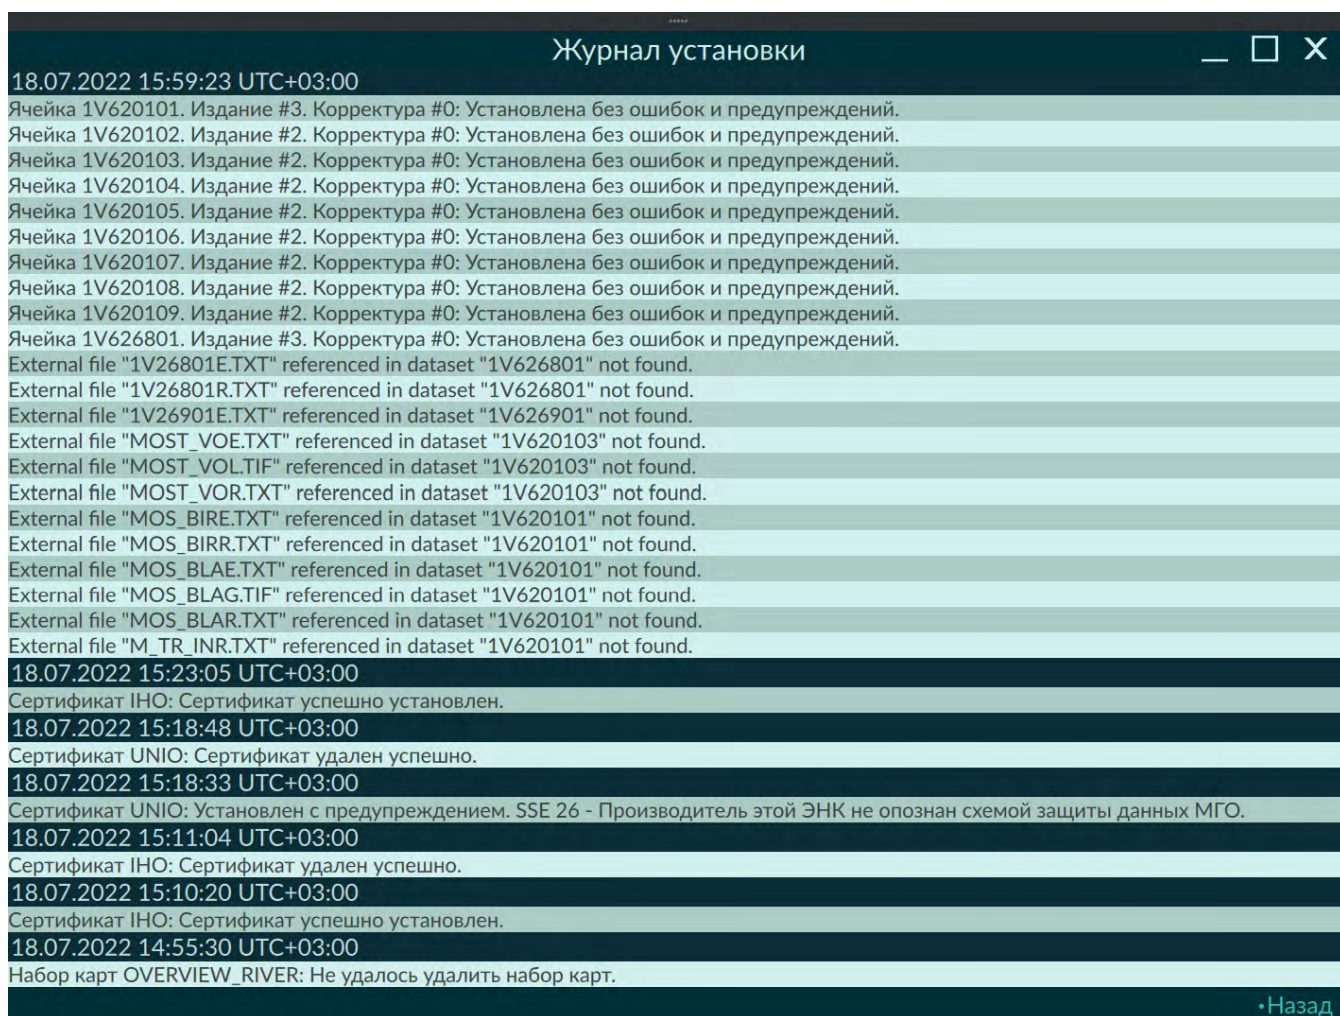 Журнал установки
18.07.2022 15:59:23 UTC+03:00
Ячейка 1V620101. Издание #3. Корректура #0: Установлена без ошибок и предупреждений.
Ячейка 1V620102. Издание #2. Корректура #0: Установлена без ошибок и предупреждений.
Ячейка 1V620103. Издание #2. Корректура #0: Установлена без ошибок и предупреждений.
Ячейка 1V620104. Издание #2. Корректура #0: Установлена без ошибок и предупреждений.
Ячейка 1V620105. Издание #2. Корректура #0: Установлена без ошибок и предупреждений.
Ячейка 1V620106. Издание #2. Корректура #0: Установлена без ошибок и предупреждений.
Ячейка 1V620107. Издание #2. Корректура #0: Установлена без ошибок и предупреждений.
Ячейка 1V620108. Издание #2. Корректура #0: Установлена без ошибок и предупреждений.
Ячейка 1V620109. Издание #2. Корректура #0: Установлена без ошибок и предупреждений.
Ячейка 1V626801. Издание #3. Корректура #0: Установлена без ошибок и предупреждений.
External file "1V26801E.TXT" referenced in dataset "1V626801" not found.
External file "1V26801R.TXT" referenced in dataset "1V626801" not found.
External file "1V26901E.TXT" referenced in dataset "1V626901" not found.
External file "MOST_VOE.TXT" referenced in dataset "1V620103" not found.
External file "MOST_VOL.TIF" referenced in dataset "1V620103" not found.
External file "MOST_VOR.TXT" referenced in dataset "1V620103" not found.
External file "MOS_BIRE.TXT" referenced in dataset "1V620101" not found.
External file "MOS_BIRR.TXT" referenced in dataset "1V620101" not found.
External file "MOS_BLAE.TXT" referenced in dataset "1V620101" not found.
External file "MOS_BLAG.TIF" referenced in dataset "1V620101" not found.
External file "MOS_BLAR.TXT" referenced in dataset "1V620101" not found.
External file "M_TR_INR.TXT" referenced in dataset "1V620101" not found.
18.07.2022 15:23:05 UTC+03:00
Сертификат IHO: Сертификат успешно установлен.
18.07.2022 15:18:48 UTC+03:00
Сертификат UNIO: Сертификат удален успешно.
18.07.2022 15:18:33 UTC+03:00
Сертификат UNIO: Установлен с предупреждением. SSE 26 - Производитель этой ЭНК не опознан схемой защиты данных МГО.
18.07.2022 15:11:04 UTC+03:00
Сертификат IHO: Сертификат удален успешно.
18.07.2022 15:10:20 UTC+03:00
Сертификат IHO: Сертификат успешно установлен.
18.07.2022 14:55:30 UTC+03:00
Набор карт OVERVIEW_RIVER: Не удалось удалить набор карт.
•Назад